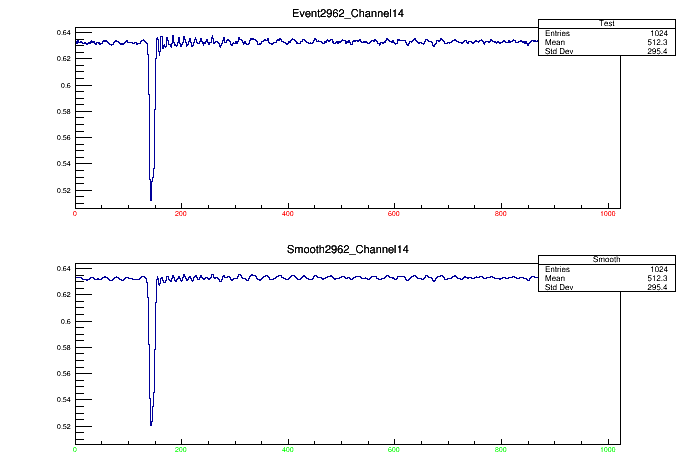 Event2962_Channel14
Test
Entries 1024
Mean 512.3
Std Dev 295.4
0.64
0.62
0.6
0.58
0.56
0.54
0.52
0 200 400 600 800 1000
Smooth2962_Channel14
Smooth
Entries 1024
Mean 512.3
Std Dev 295.4
0.64
0.62
0.6
0.58
0.56
0.54
0.52
0 200 400 600 800 1000